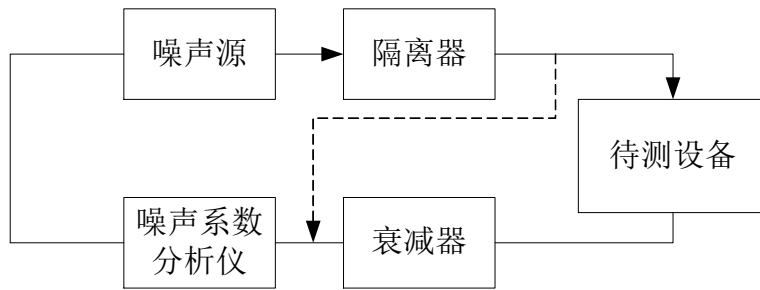 噪声源
隔离器
待测设备
噪声系数
分析仪
衰减器